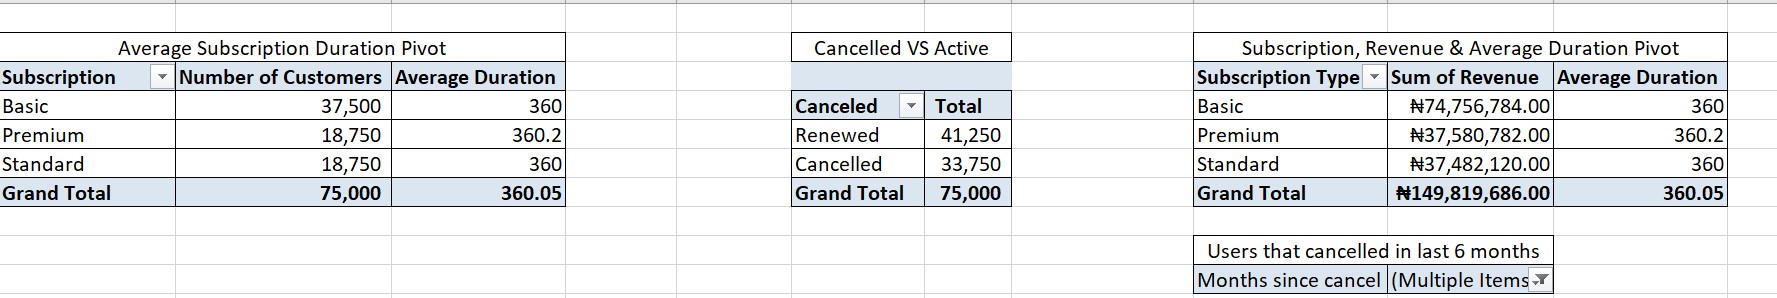 Average Subscription Duration Pivot
Subscription Number of Customers Average Duration
Basic 37,500 360
Premium 18,750 360.2
Standard 18,750 360
Grand Total 75,000 360.05
Cancelled VS Active
Canceled Total
Renewed 41,250
Cancelled 33,750
Grand Total 75,000
Subscription, Revenue & Average Duration Pivot
Subscription Type Sum of Revenue Average Duration
Basic ₦74,756,784.00 360
Premium ₦37,580,782.00 360.2
Standard ₦37,482,120.00 360
Grand Total ₦149,819,686.00 360.05
Users that cancelled in last 6 months
Months since cancel (Multiple Items